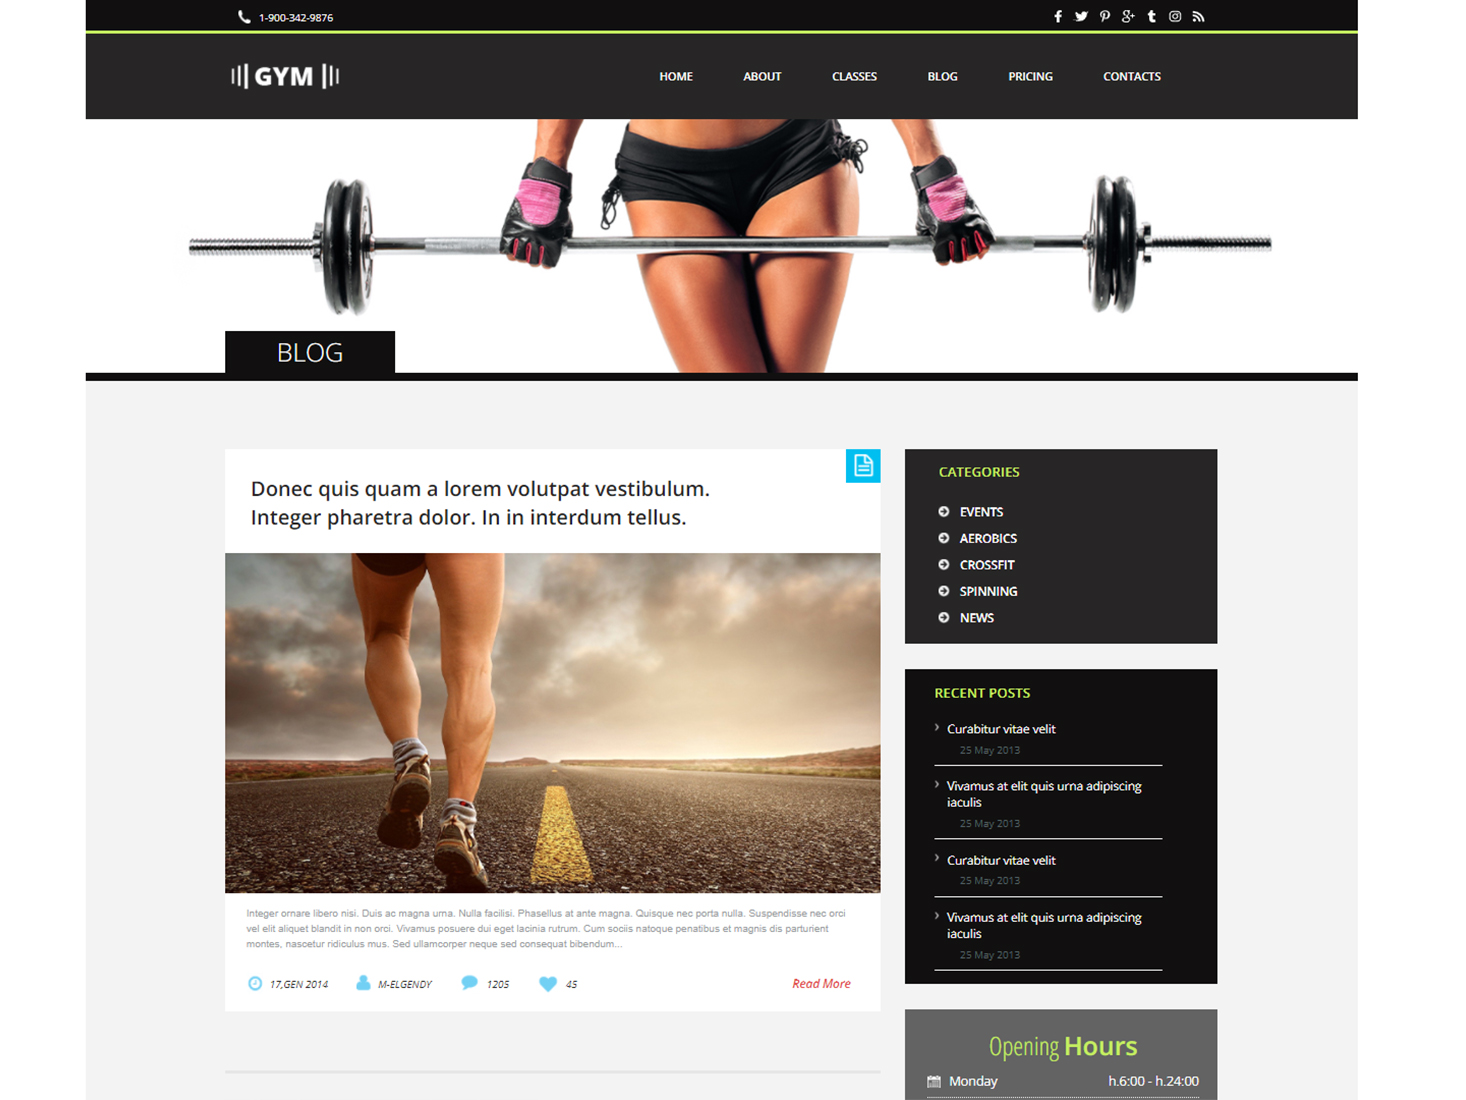 1-900-342-9876
GYM
HOME ABOUT CLASSES BLOG PRICING CONTACTS
BLOG
Donec quis quam a lorem volutpat vestibulum.
Integer pharetra dolor. In in interdum tellus.
Integer ornare libero nisi. Duis ac magna urna. Nulla facilisi. Phasellus at ante magna. Quisque nec porta nulla. Suspendisse nec orci
vel elit aliquet blandit in non orci. Vivamus posuere dui eget lacinia rutrum. Cum sociis natoque penatibus et magnis dis parturient
montes, nascetur ridiculus mus. Sed ullamcorper neque sed consequat bibendum...
17,GEN 2014 M-ELGENDY 1205 45 Read More
CATEGORIES
EVENTS
AEROBICS
CROSSFIT
SPINNING
NEWS
RECENT POSTS
Curabitur vitae velit
25 May 2013
Vivamus at elit quis urna adipiscing
iaculis
25 May 2013
Curabitur vitae velit
25 May 2013
Vivamus at elit quis urna adipiscing
iaculis
25 May 2013
Opening Hours
Monday h.6:00 - h.24:00